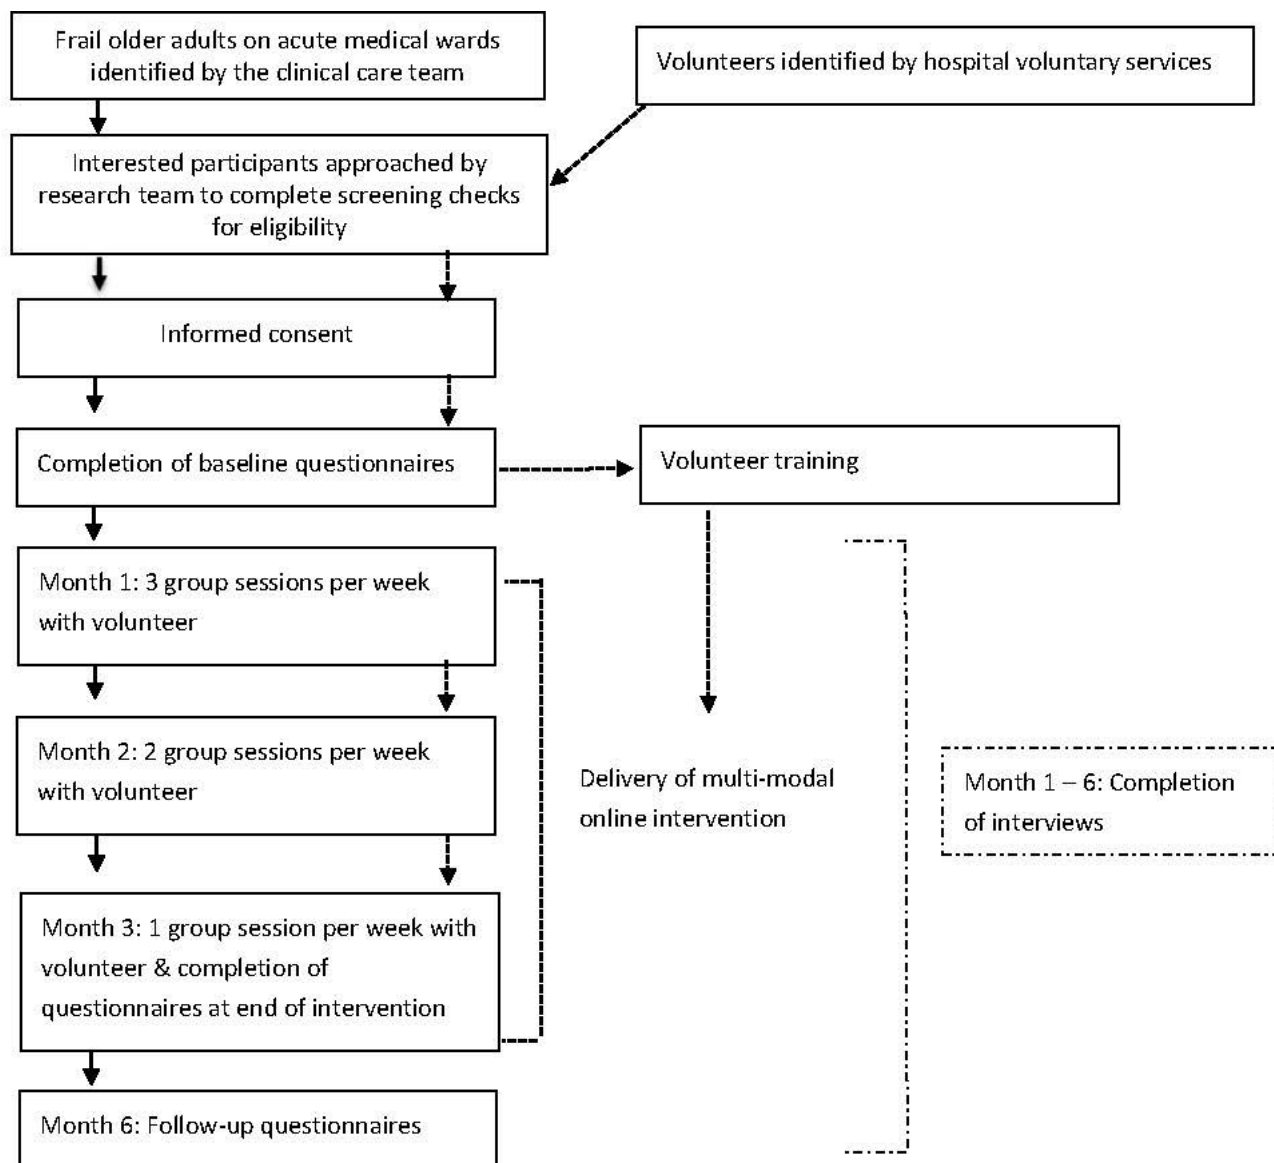 Frail older adults on acute medical wards
identified by the clinical care team
Volunteers identified by hospital voluntary services
Interested participants approached by
research team to complete screening checks
for eligibility
Informed consent
Completion of baseline questionnaires
Volunteer training
Month 1: 3 group sessions per week
with volunteer
Month 2: 2 group sessions per week
with volunteer
Delivery of multi-modal
online intervention
Month 1 – 6: Completion
of interviews
Month 3: 1 group session per week with
volunteer & completion of
questionnaires at end of intervention
Month 6: Follow-up questionnaires